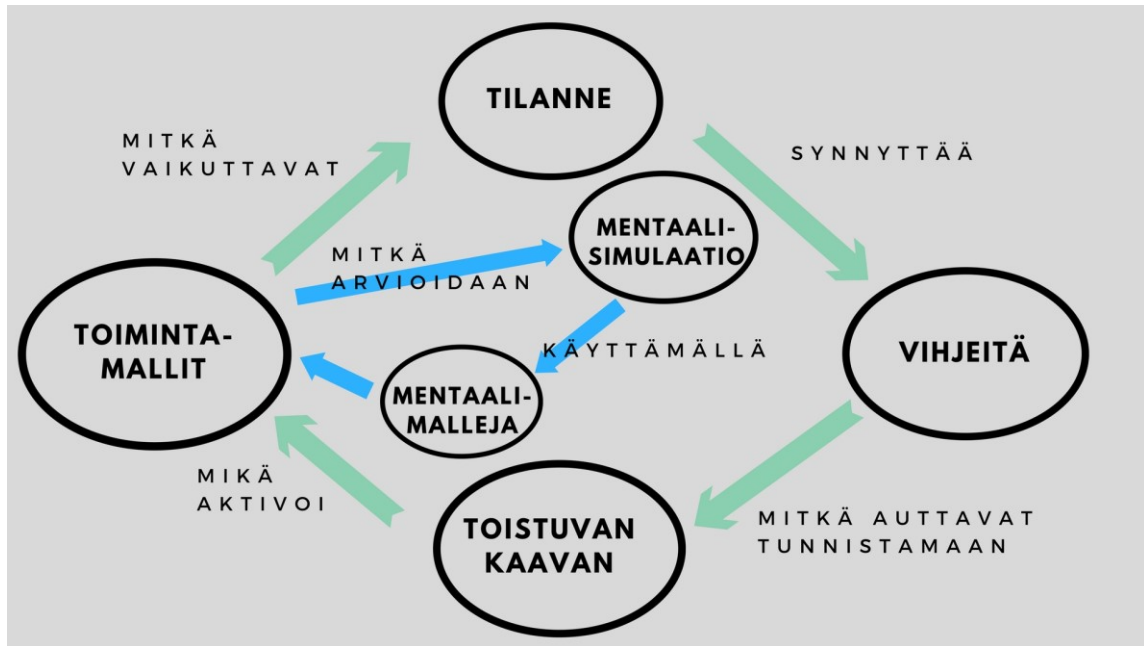 TILANNE
MITKÄ
VAIKUTTAVAT
SYNNYTTÄÄ
MENTAALI-
SIMULAATIO
MITKÄ
ARVIOIDAAN
TOIMINTA-
MALLIT
KÄYTTÄMÄLLÄ
VIHJEITÄ
MENTAALI-
MALLEJA
MIKÄ
AKTIVOI
TOISTUVAN
KAAVAN
MITKÄ AUTTAVAT
TUNNISTAMAAN